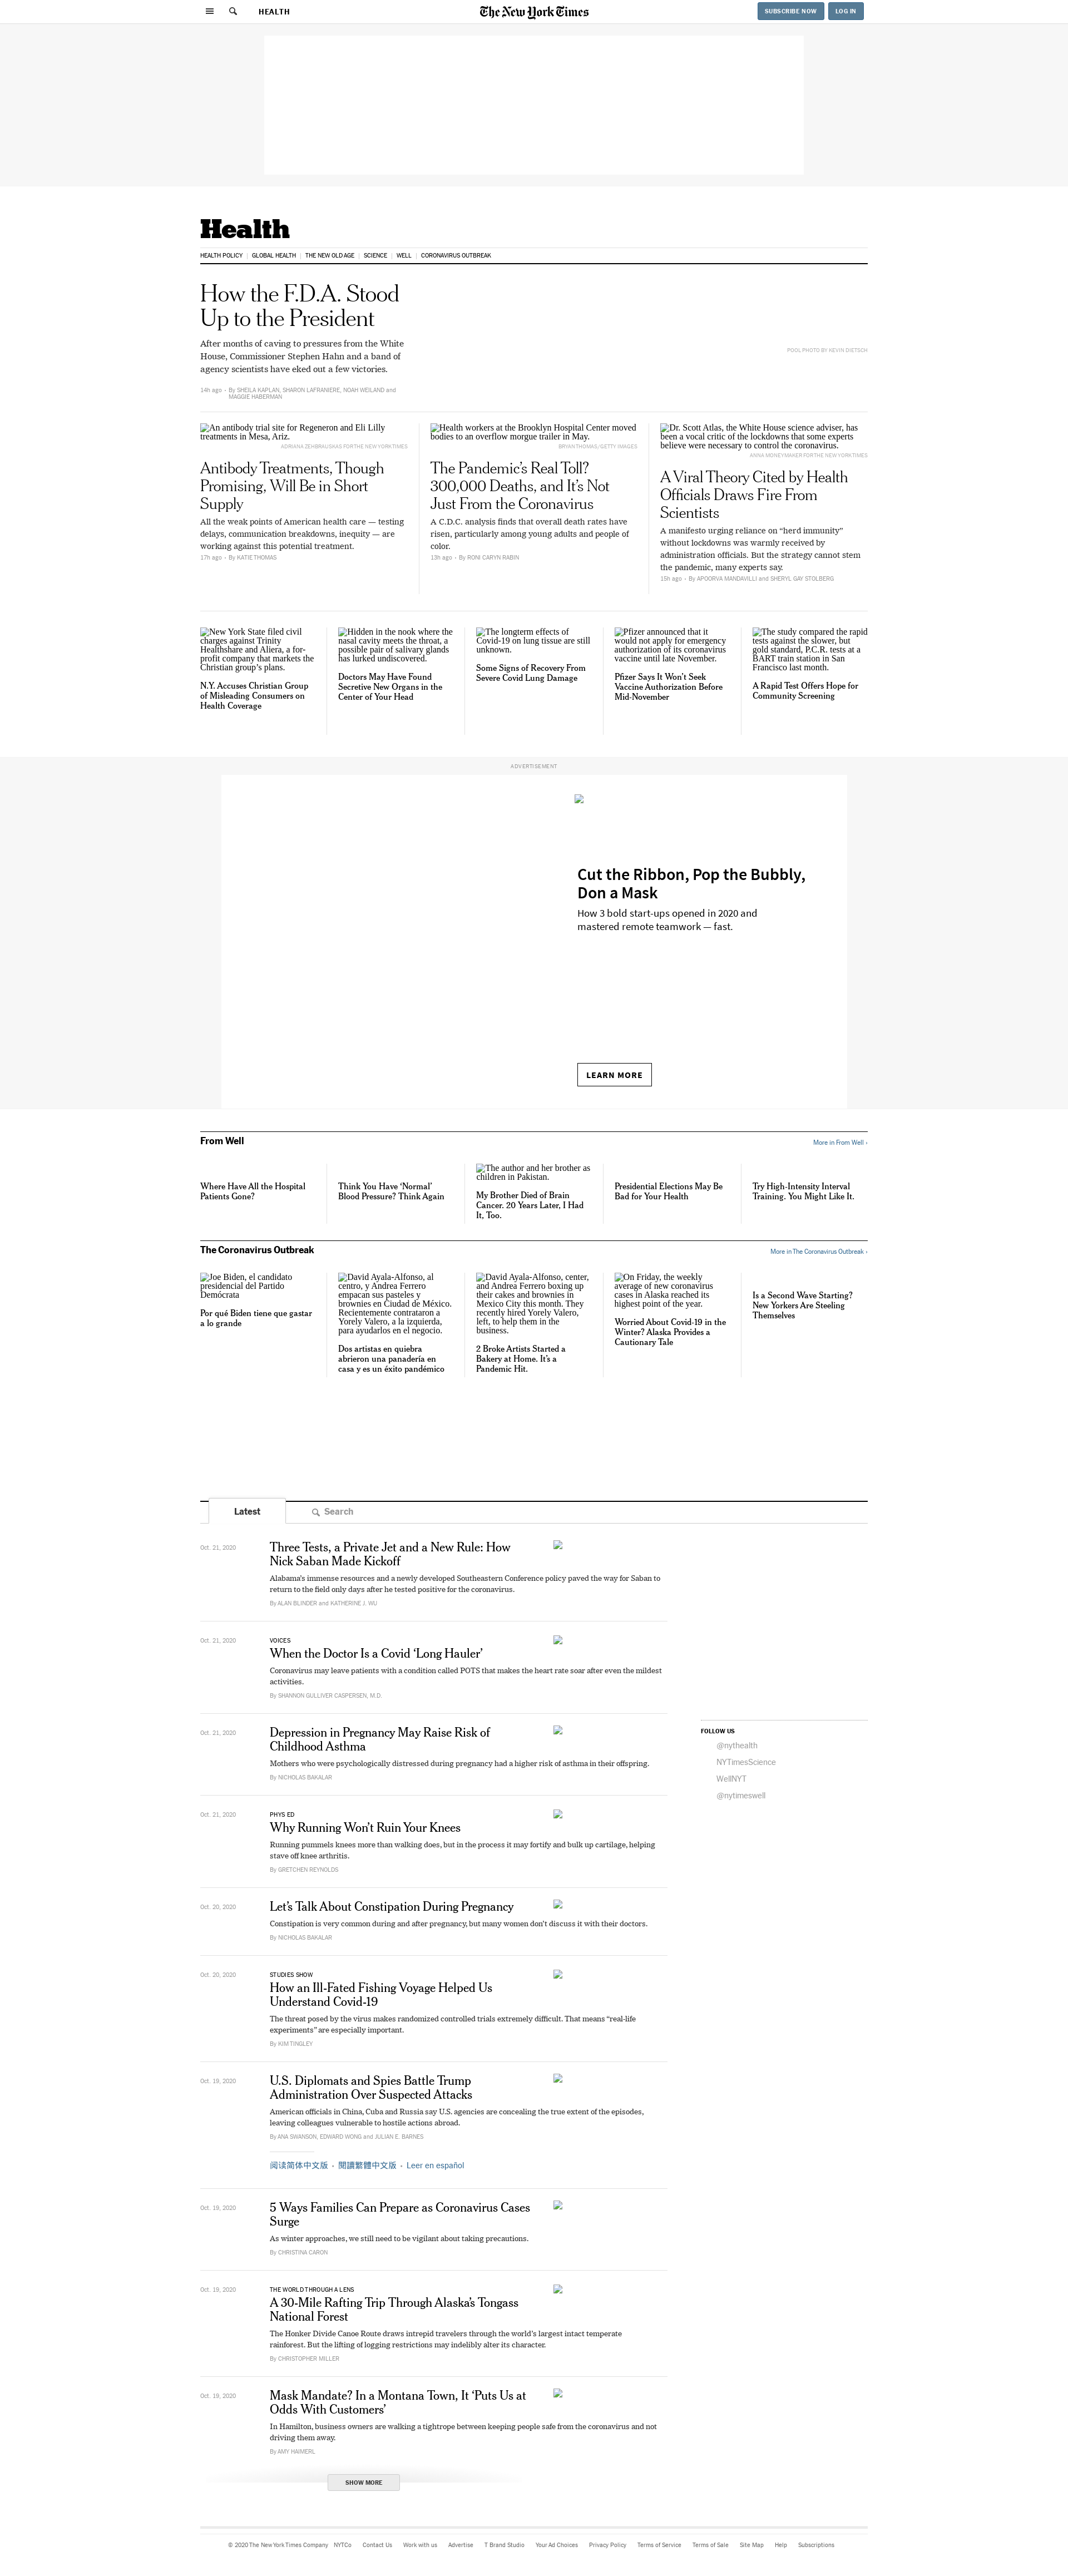 HEALTH
The New York Times
SUBSCRIBE NOW
LOG IN
Health
HEALTH POLICY
GLOBAL HEALTH
THE NEW OLD AGE
SCIENCE
WELL
CORONAVIRUS OUTBREAK
How the F.D.A. Stood
Up to the President
After months of caving to pressures from the White
House, Commissioner Stephen Hahn and a band of
agency scientists have eked out a few victories.
14h ago · By SHEILA KAPLAN, SHARON LaFRANIERE, NOAH WEILAND and
MAGGIE HABERMAN
POOL PHOTO BY KEVIN DIETSCH
An antibody trial site for Regeneron and Eli Lilly
treatments in Mesa, Ariz.
ADRIANA ZEHBRAUSKAS FOR THE NEW YORK TIMES
Antibody Treatments, Though
Promising, Will Be in Short
Supply
All the weak points of American health care — testing
delays, communication breakdowns, inequity — are
working against this potential treatment.
17h ago · By KATIE THOMAS
Health workers at the Brooklyn Hospital Center moved
bodies to an overflow morgue trailer in May.
BRYAN THOMAS/GETTY IMAGES
The Pandemic’s Real Toll?
300,000 Deaths, and It’s Not
Just From the Coronavirus
A C.D.C. analysis finds that overall death rates have
risen, particularly among young adults and people of
color.
13h ago · By RONI CARYN RABIN
Dr. Scott Atlas, the White House science adviser, has
been a vocal critic of the lockdowns that some experts
believe were necessary to control the coronavirus.
ANNA MONEYMAKER FOR THE NEW YORK TIMES
A Viral Theory Cited by Health
Officials Draws Fire From
Scientists
A manifesto urging reliance on “herd immunity”
without lockdowns was warmly received by
administration officials. But the strategy cannot stem
the pandemic, many experts say.
15h ago · By APOORVA MANDAVILLI and SHERYL GAY STOLBERG
New York State filed civil
charges against Trinity
Healthshare and Aliera, a for-
profit company that markets the
Christian group’s plans.
N.Y. Accuses Christian Group
of Misleading Consumers on
Health Coverage
Hidden in the nook where the
nasal cavity meets the throat, a
possible pair of salivary glands
has lurked undiscovered.
Doctors May Have Found
Secretive New Organs in the
Center of Your Head
The longterm effects of
Covid-19 on lung tissue are still
unknown.
Some Signs of Recovery From
Severe Covid Lung Damage
Pfizer announced that it
would not apply for emergency
authorization of its coronavirus
vaccine until late November.
Pfizer Says It Won’t Seek
Vaccine Authorization Before
Mid-November
The study compared the rapid
tests against the slower, but
gold standard, P.C.R. tests at a
BART train station in San
Francisco last month.
A Rapid Test Offers Hope for
Community Screening
ADVERTISEMENT
Cut the Ribbon, Pop the Bubbly,
Don a Mask
How 3 bold start-ups opened in 2020 and
mastered remote teamwork — fast.
LEARN MORE
From Well
More in From Well ›
Where Have All the Hospital
Patients Gone?
Think You Have ‘Normal’
Blood Pressure? Think Again
The author and her brother as
children in Pakistan.
My Brother Died of Brain
Cancer. 20 Years Later, I Had
It, Too.
Presidential Elections May Be
Bad for Your Health
Try High-Intensity Interval
Training. You Might Like It.
The Coronavirus Outbreak
More in The Coronavirus Outbreak ›
Joe Biden, el candidato
presidencial del Partido
Demócrata
Por qué Biden tiene que gastar
a lo grande
David Ayala-Alfonso, al
centro, y Andrea Ferrero
empacan sus pasteles y
brownies en Ciudad de México.
Recientemente contrataron a
Yorely Valero, a la izquierda,
para ayudarlos en el negocio.
Dos artistas en quiebra
abrieron una panadería en
casa y es un éxito pandémico
David Ayala-Alfonso, center,
and Andrea Ferrero boxing up
their cakes and brownies in
Mexico City this month. They
recently hired Yorely Valero,
left, to help them in the
business.
2 Broke Artists Started a
Bakery at Home. It’s a
Pandemic Hit.
On Friday, the weekly
average of new coronavirus
cases in Alaska reached its
highest point of the year.
Worried About Covid-19 in the
Winter? Alaska Provides a
Cautionary Tale
Is a Second Wave Starting?
New Yorkers Are Steeling
Themselves
Latest
Search
Oct. 21, 2020
Three Tests, a Private Jet and a New Rule: How
Nick Saban Made Kickoff
Alabama’s immense resources and a newly developed Southeastern Conference policy paved the way for Saban to
return to the field only days after he tested positive for the coronavirus.
By ALAN BLINDER and KATHERINE J. WU
Oct. 21, 2020
VOICES
When the Doctor Is a Covid ‘Long Hauler’
Coronavirus may leave patients with a condition called POTS that makes the heart rate soar after even the mildest
activities.
By SHANNON GULLIVER CASPERSEN, M.D.
Oct. 21, 2020
Depression in Pregnancy May Raise Risk of
Childhood Asthma
Mothers who were psychologically distressed during pregnancy had a higher risk of asthma in their offspring.
By NICHOLAS BAKALAR
Oct. 21, 2020
PHYS ED
Why Running Won’t Ruin Your Knees
Running pummels knees more than walking does, but in the process it may fortify and bulk up cartilage, helping
stave off knee arthritis.
By GRETCHEN REYNOLDS
Oct. 20, 2020
Let’s Talk About Constipation During Pregnancy
Constipation is very common during and after pregnancy, but many women don’t discuss it with their doctors.
By NICHOLAS BAKALAR
Oct. 20, 2020
STUDIES SHOW
How an Ill-Fated Fishing Voyage Helped Us
Understand Covid-19
The threat posed by the virus makes randomized controlled trials extremely difficult. That means “real-life
experiments” are especially important.
By KIM TINGLEY
Oct. 19, 2020
U.S. Diplomats and Spies Battle Trump
Administration Over Suspected Attacks
American officials in China, Cuba and Russia say U.S. agencies are concealing the true extent of the episodes,
leaving colleagues vulnerable to hostile actions abroad.
By ANA SWANSON, EDWARD WONG and JULIAN E. BARNES
阅读简体中文版 · 閱讀繁體中文版 · Leer en español
Oct. 19, 2020
5 Ways Families Can Prepare as Coronavirus Cases
Surge
As winter approaches, we still need to be vigilant about taking precautions.
By CHRISTINA CARON
Oct. 19, 2020
THE WORLD THROUGH A LENS
A 30-Mile Rafting Trip Through Alaska’s Tongass
National Forest
The Honker Divide Canoe Route draws intrepid travelers through the world’s largest intact temperate
rainforest. But the lifting of logging restrictions may indelibly alter its character.
By CHRISTOPHER MILLER
Oct. 19, 2020
Mask Mandate? In a Montana Town, It ‘Puts Us at
Odds With Customers’
In Hamilton, business owners are walking a tightrope between keeping people safe from the coronavirus and not
driving them away.
By AMY HAIMERL
SHOW MORE
FOLLOW US
@nythealth
NYTimesScience
WellNYT
@nytimeswell
© 2020 The New York Times Company
NYTCo
Contact Us
Work with us
Advertise
T Brand Studio
Your Ad Choices
Privacy Policy
Terms of Service
Terms of Sale
Site Map
Help
Subscriptions